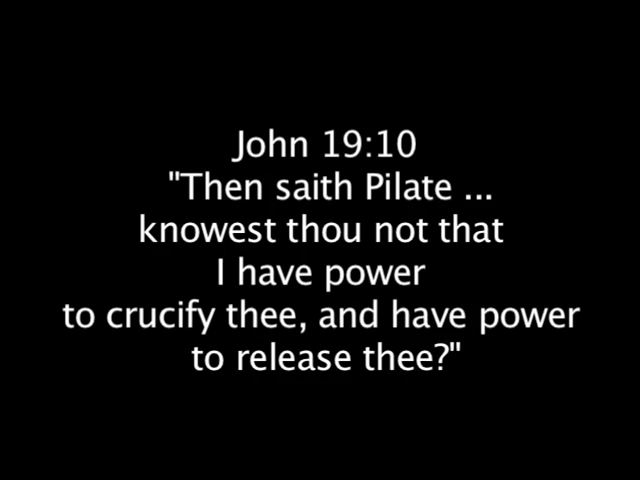 John 19:10
"Then saith Pilate ...
knowest thou not that
I have power
to crucify thee, and have power
to release thee?"